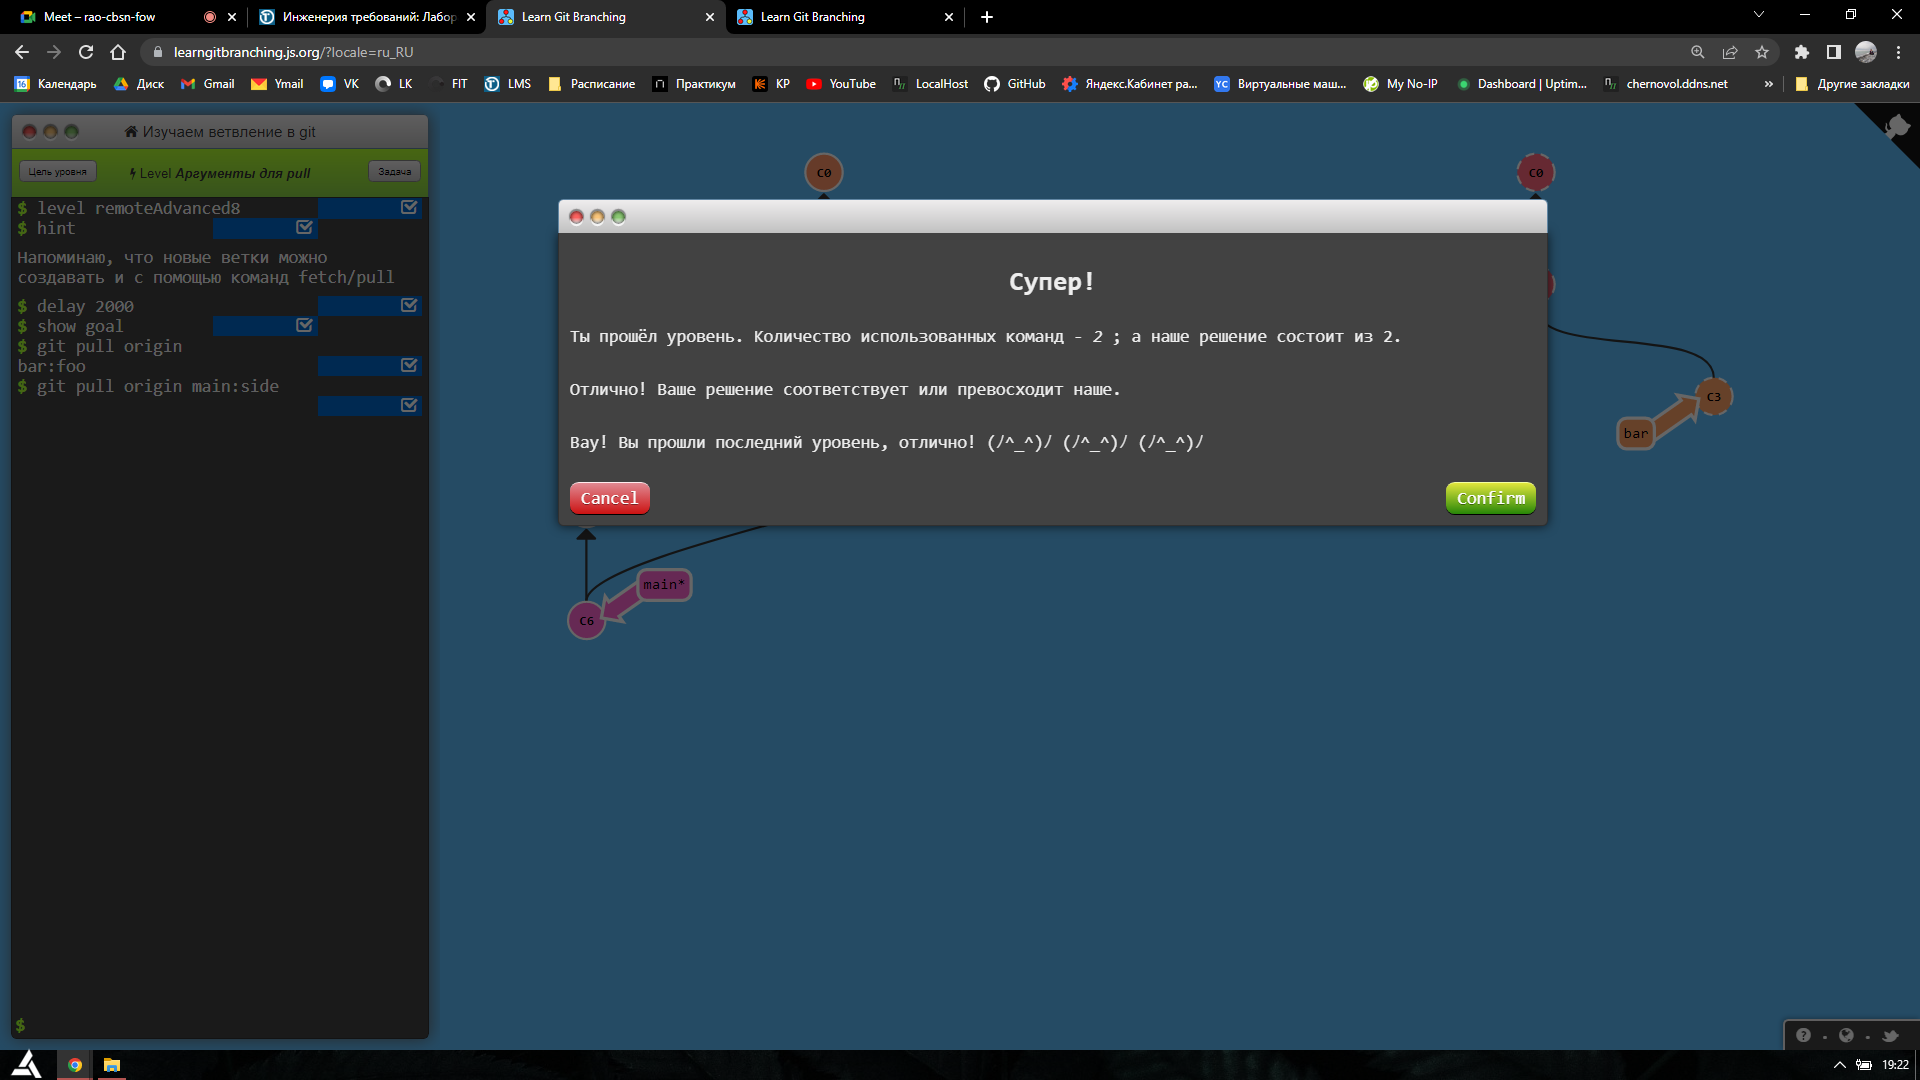 Meet – rao-cbsn-fow
Инженерия требований: Лабор
Learn Git Branching
Learn Git Branching
learngitbranching.js.org/?locale=ru_RU
Календарь
Диск
Gmail
Ymail
VK
LK
FIT
LMS
Расписание
Практикум
KP
YouTube
LocalHost
GitHub
Яндекс.Кабинет ра...
Виртуальные маш...
My No-IP
Dashboard | Uptim...
chernovol.ddns.net
»
Другие закладки
Изучаем ветвление в git
Цель уровня
Level Аргументы для pull
Задача
$ level remoteAdvanced8
$ hint
Напоминаю, что новые ветки можно
создавать и с помощью команд fetch/pull
$ delay 2000
$ show goal
$ git pull origin
bar:foo
$ git pull origin main:side
$
C0
C0
Супер!
Ты прошёл уровень. Количество использованных команд - 2 ; а наше решение состоит из 2.
Отлично! Ваше решение соответствует или превосходит наше.
Вау! Вы прошли последний уровень, отлично! (/^_^)/ (/^_^)/ (/^_^)/
Cancel
Confirm
C3
bar
main*
C6
19:22